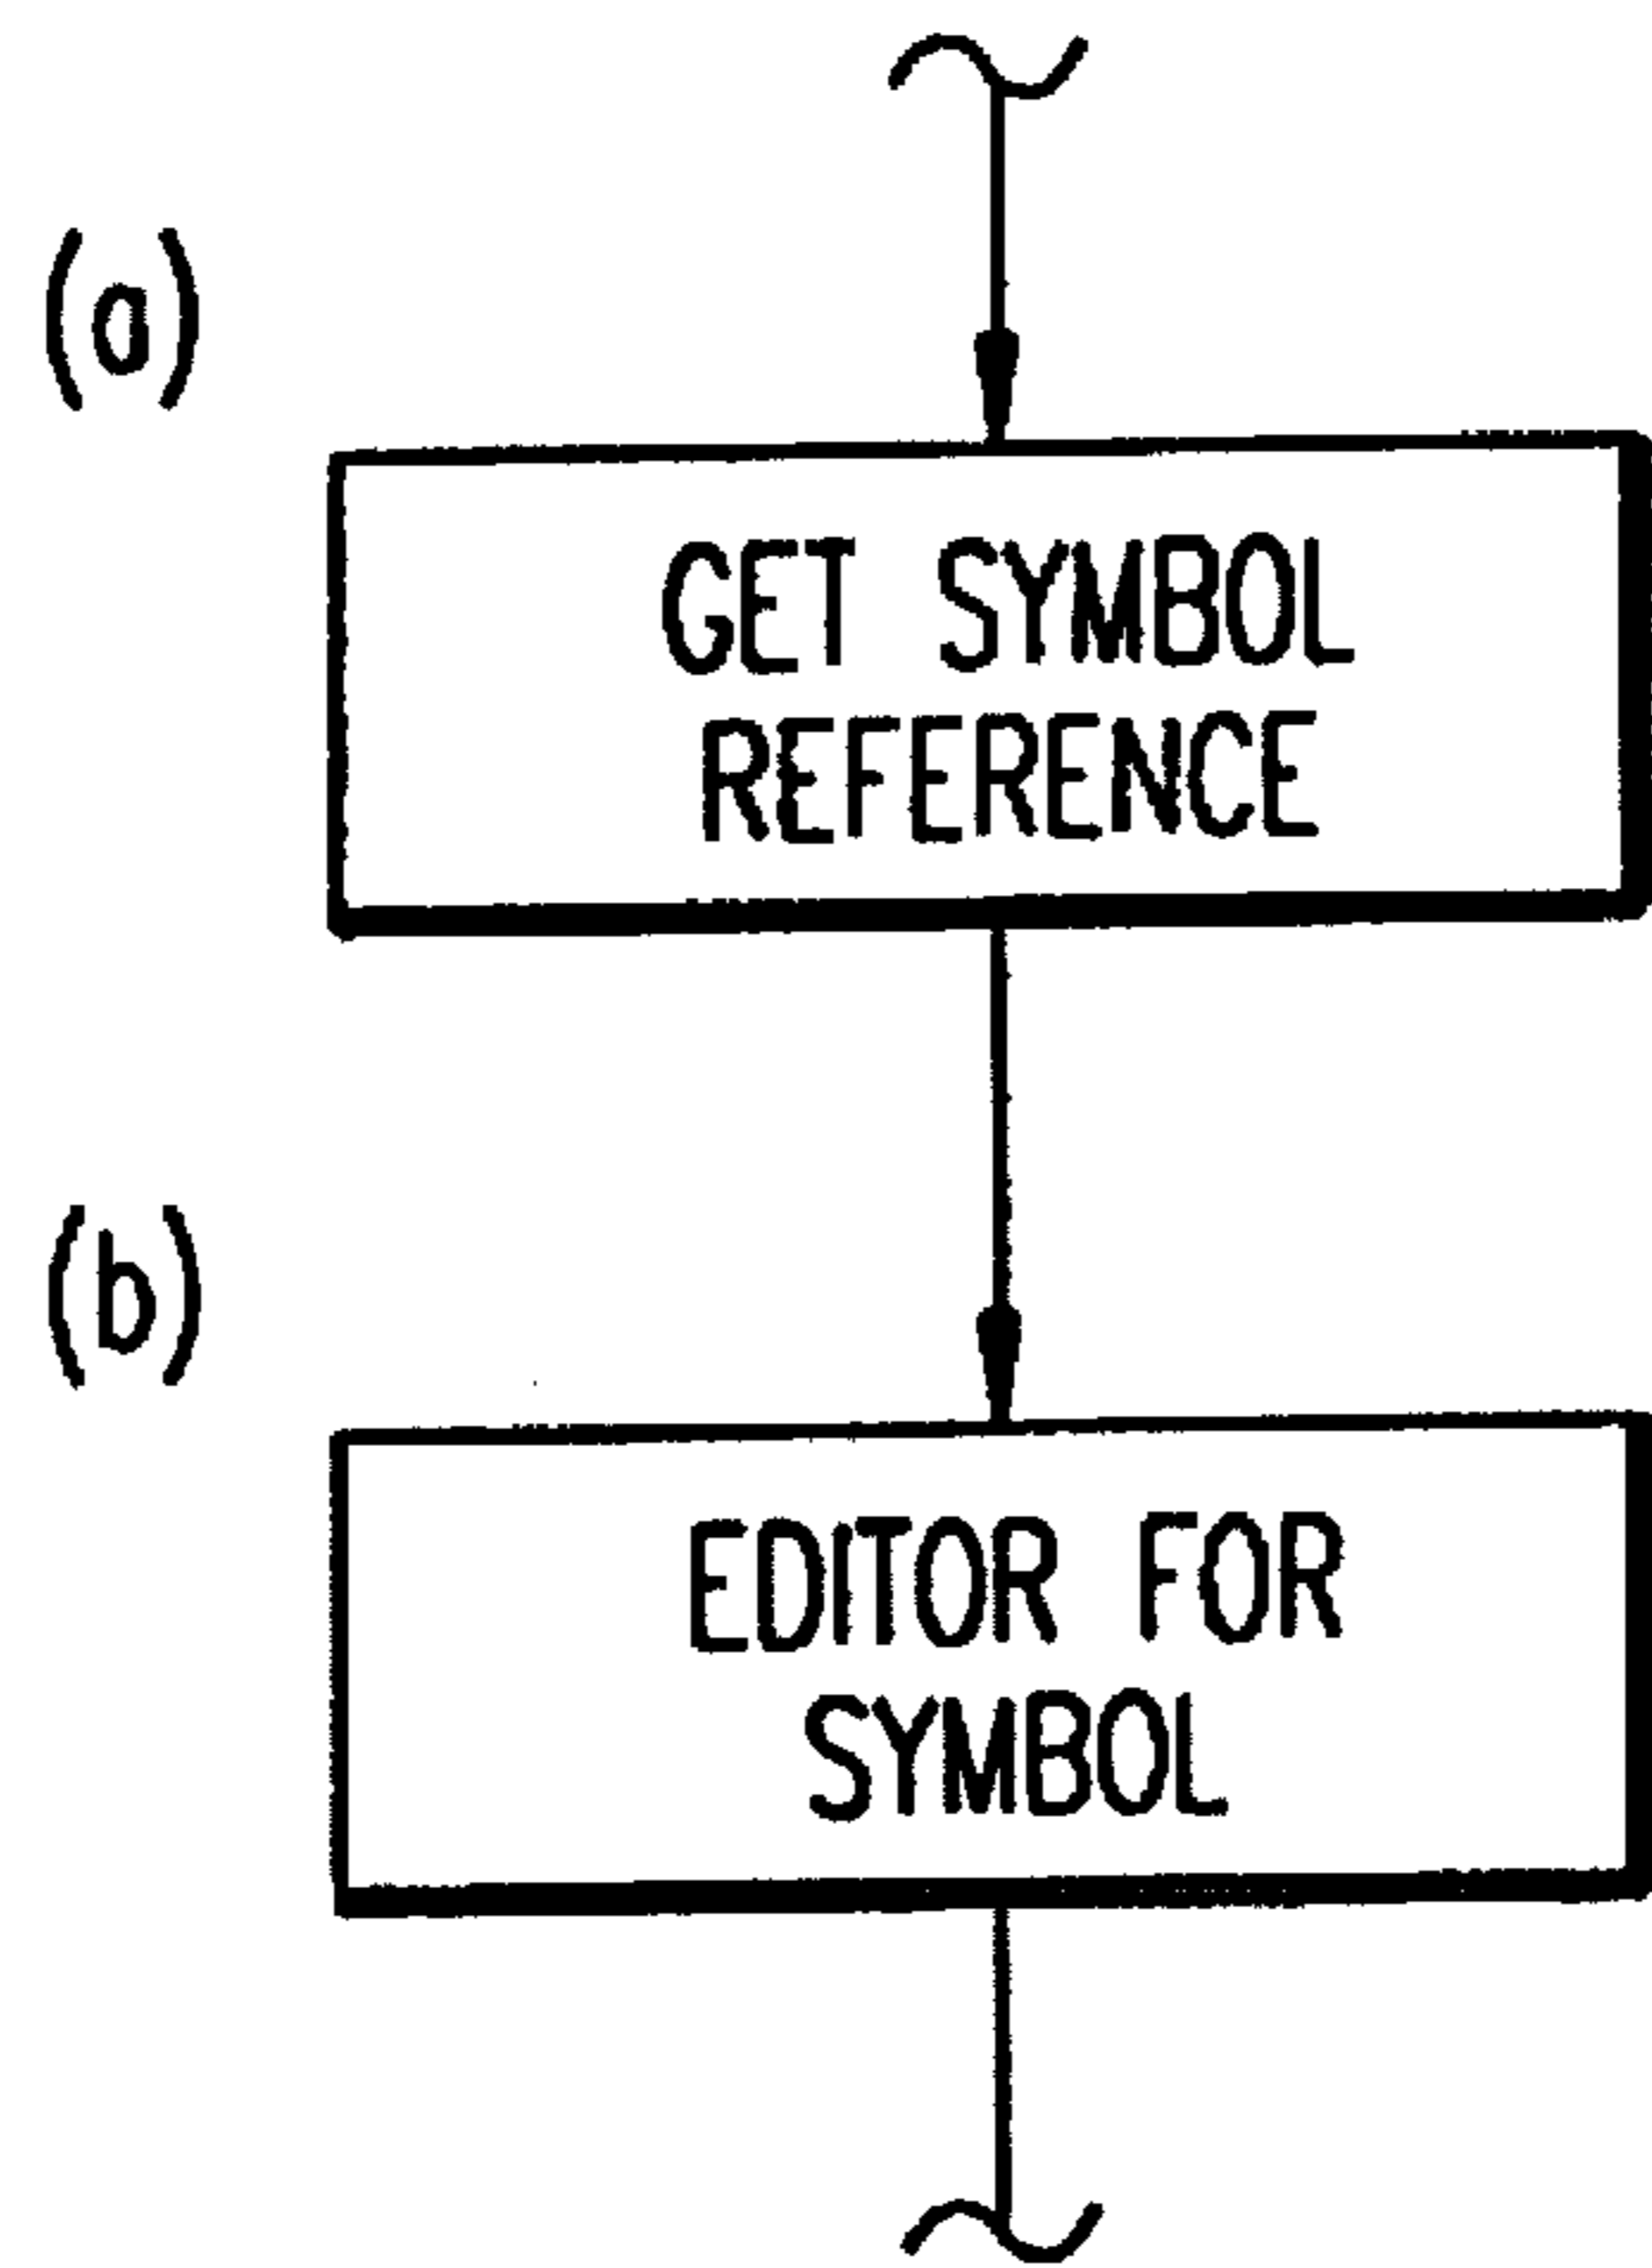 (a)
GET SYMBOL
REFERENCE
(b)
EDITOR FOR
SYMBOL